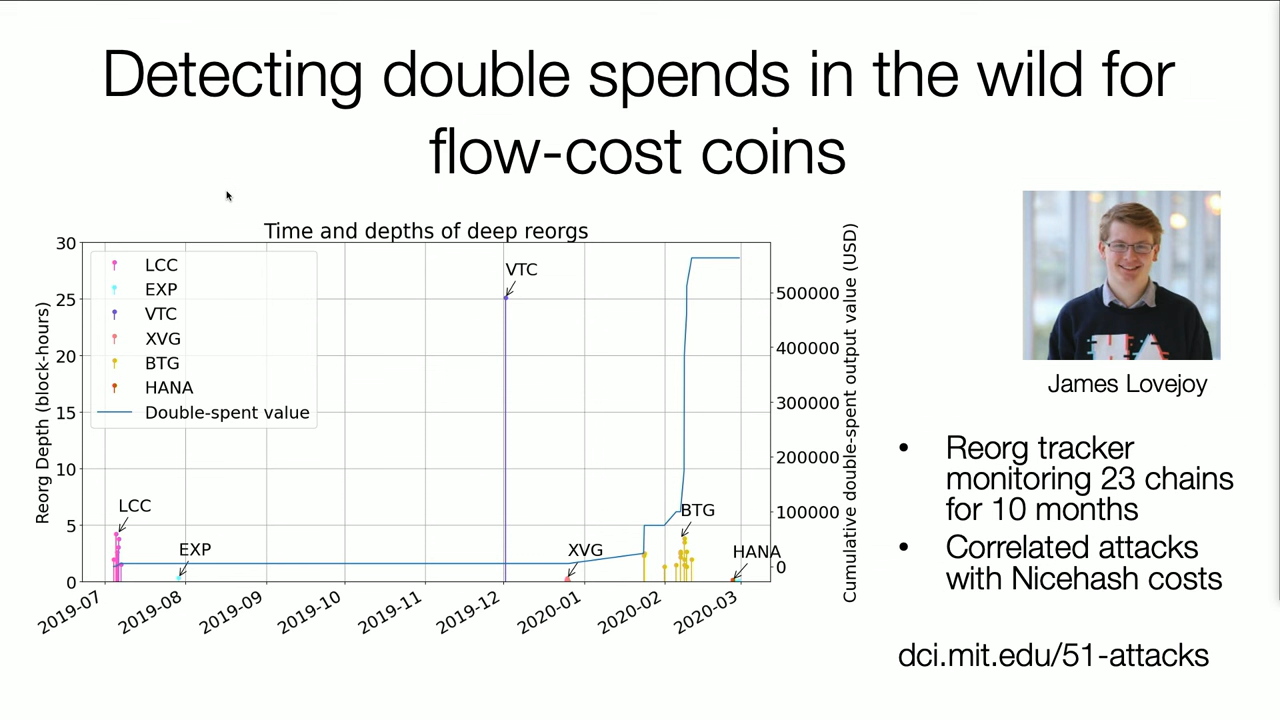 Detecting double spends in the wild for
flow-cost coins
Time and depths of deep reorgs
30
25
20
15
10
5
0
Reorg Depth (block-hours)
LCC
EXP
VTC
XVG
BTG
HANA
Double-spent value
LCC
EXP
VTC
XVG
BTG
HANA
500000
400000
300000
200000
100000
0
Cumulative double-spent output value (USD)
2019-07
2019-08
2019-09
2019-10
2019-11
2019-12
2020-01
2020-02
2020-03
James Lovejoy
• Reorg tracker
monitoring 23 chains
for 10 months
• Correlated attacks
with Nicehash costs
dci.mit.edu/51-attacks